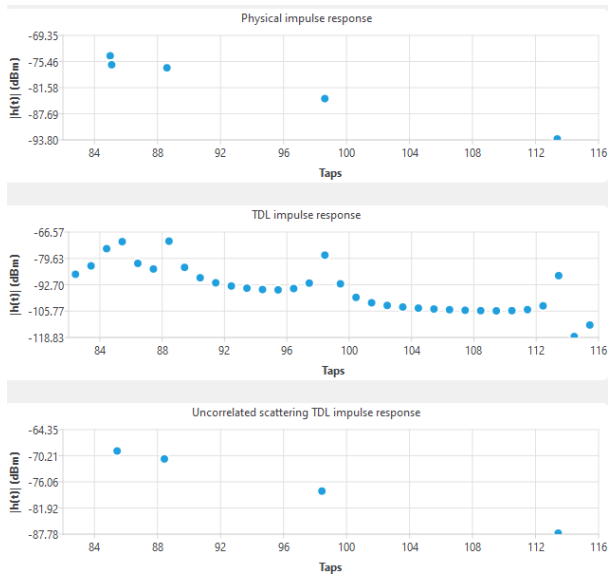 Physical impulse response
|h(t)| (dBm)
-69.35
-75.46
-81.58
-87.69
-93.80
84 88 92 96 100 104 108 112 116
Taps
TDL impulse response
|h(t)| (dBm)
-66.57
-79.63
-92.70
-105.77
-118.83
84 88 92 96 100 104 108 112 116
Taps
Uncorrelated scattering TDL impulse response
|h(t)| (dBm)
-64.35
-70.21
-76.06
-81.92
-87.78
84 88 92 96 100 104 108 112 116
Taps